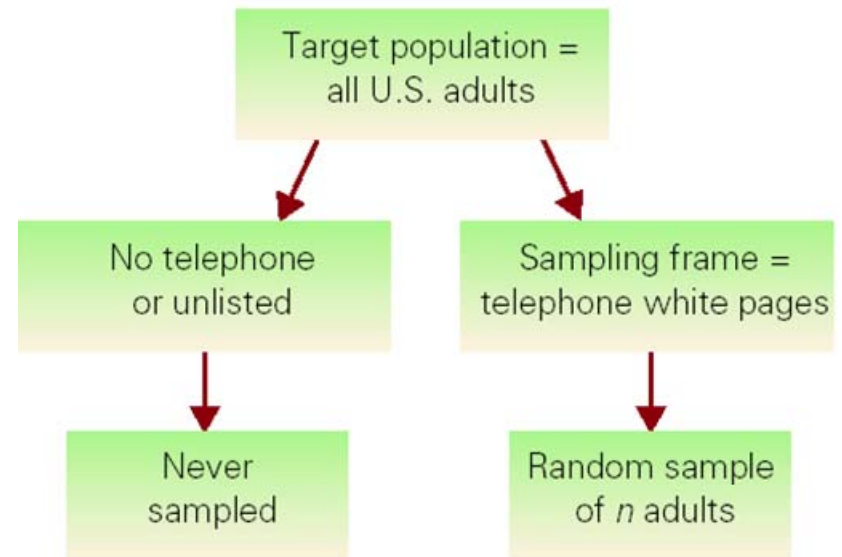 Target population =
all U.S. adults
No telephone
or unlisted
Sampling frame =
telephone white pages
Never
sampled
Random sample
of n adults